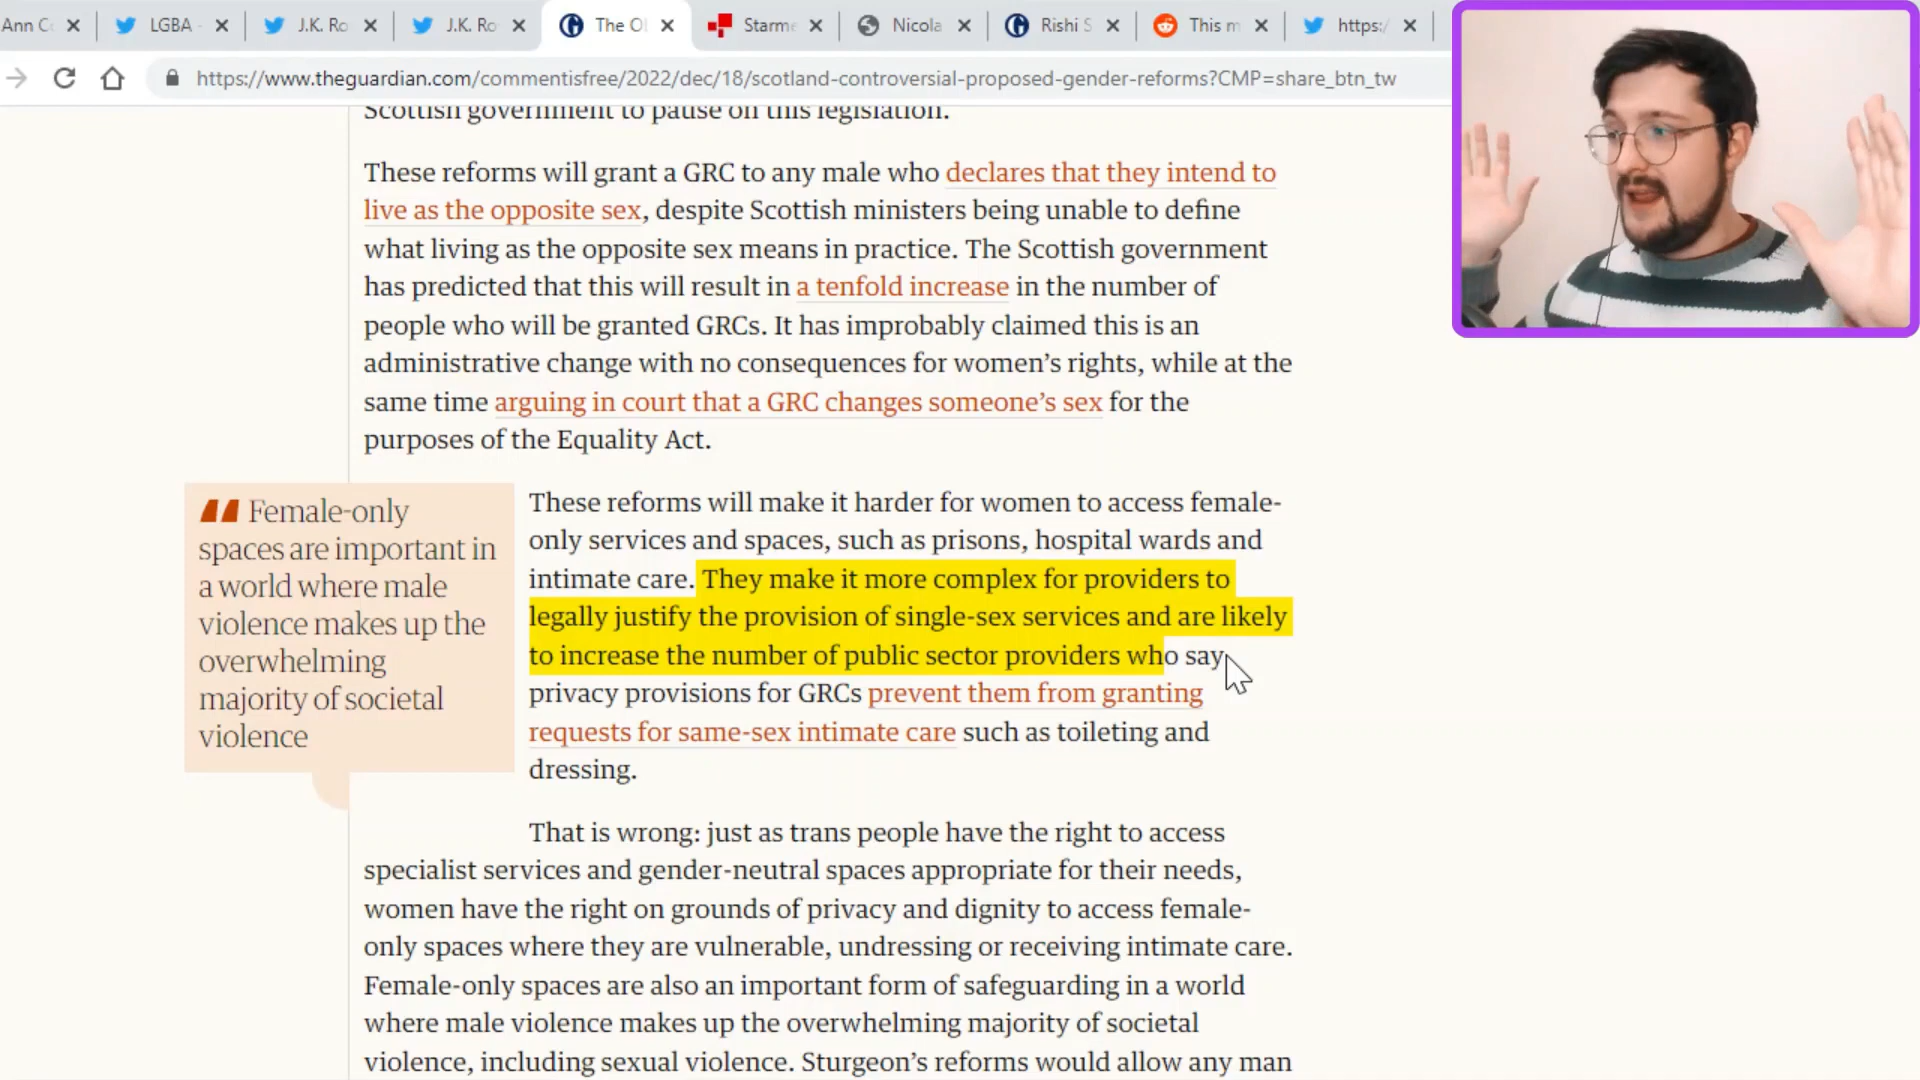 Ann C
LGBA
J.K. Ro
J.K. Ro
The O
Starme
Nicola
Rishi S
This m
https:/
https://www.theguardian.com/commentisfree/2022/dec/18/scotland-controversial-proposed-gender-reforms?CMP=share_btn_tw
Scottish government to pause on this legislation.
These reforms will grant a GRC to any male who declares that they intend to
live as the opposite sex, despite Scottish ministers being unable to define
what living as the opposite sex means in practice. The Scottish government
has predicted that this will result in a tenfold increase in the number of
people who will be granted GRCs. It has improbably claimed this is an
administrative change with no consequences for women’s rights, while at the
same time arguing in court that a GRC changes someone’s sex for the
purposes of the Equality Act.
Female-only
spaces are important in
a world where male
violence makes up the
overwhelming
majority of societal
violence
These reforms will make it harder for women to access female-
only services and spaces, such as prisons, hospital wards and
intimate care. They make it more complex for providers to
legally justify the provision of single-sex services and are likely
to increase the number of public sector providers who say
privacy provisions for GRCs prevent them from granting
requests for same-sex intimate care such as toileting and
dressing.
That is wrong: just as trans people have the right to access
specialist services and gender-neutral spaces appropriate for their needs,
women have the right on grounds of privacy and dignity to access female-
only spaces where they are vulnerable, undressing or receiving intimate care.
Female-only spaces are also an important form of safeguarding in a world
where male violence makes up the overwhelming majority of societal
violence, including sexual violence. Sturgeon’s reforms would allow any man